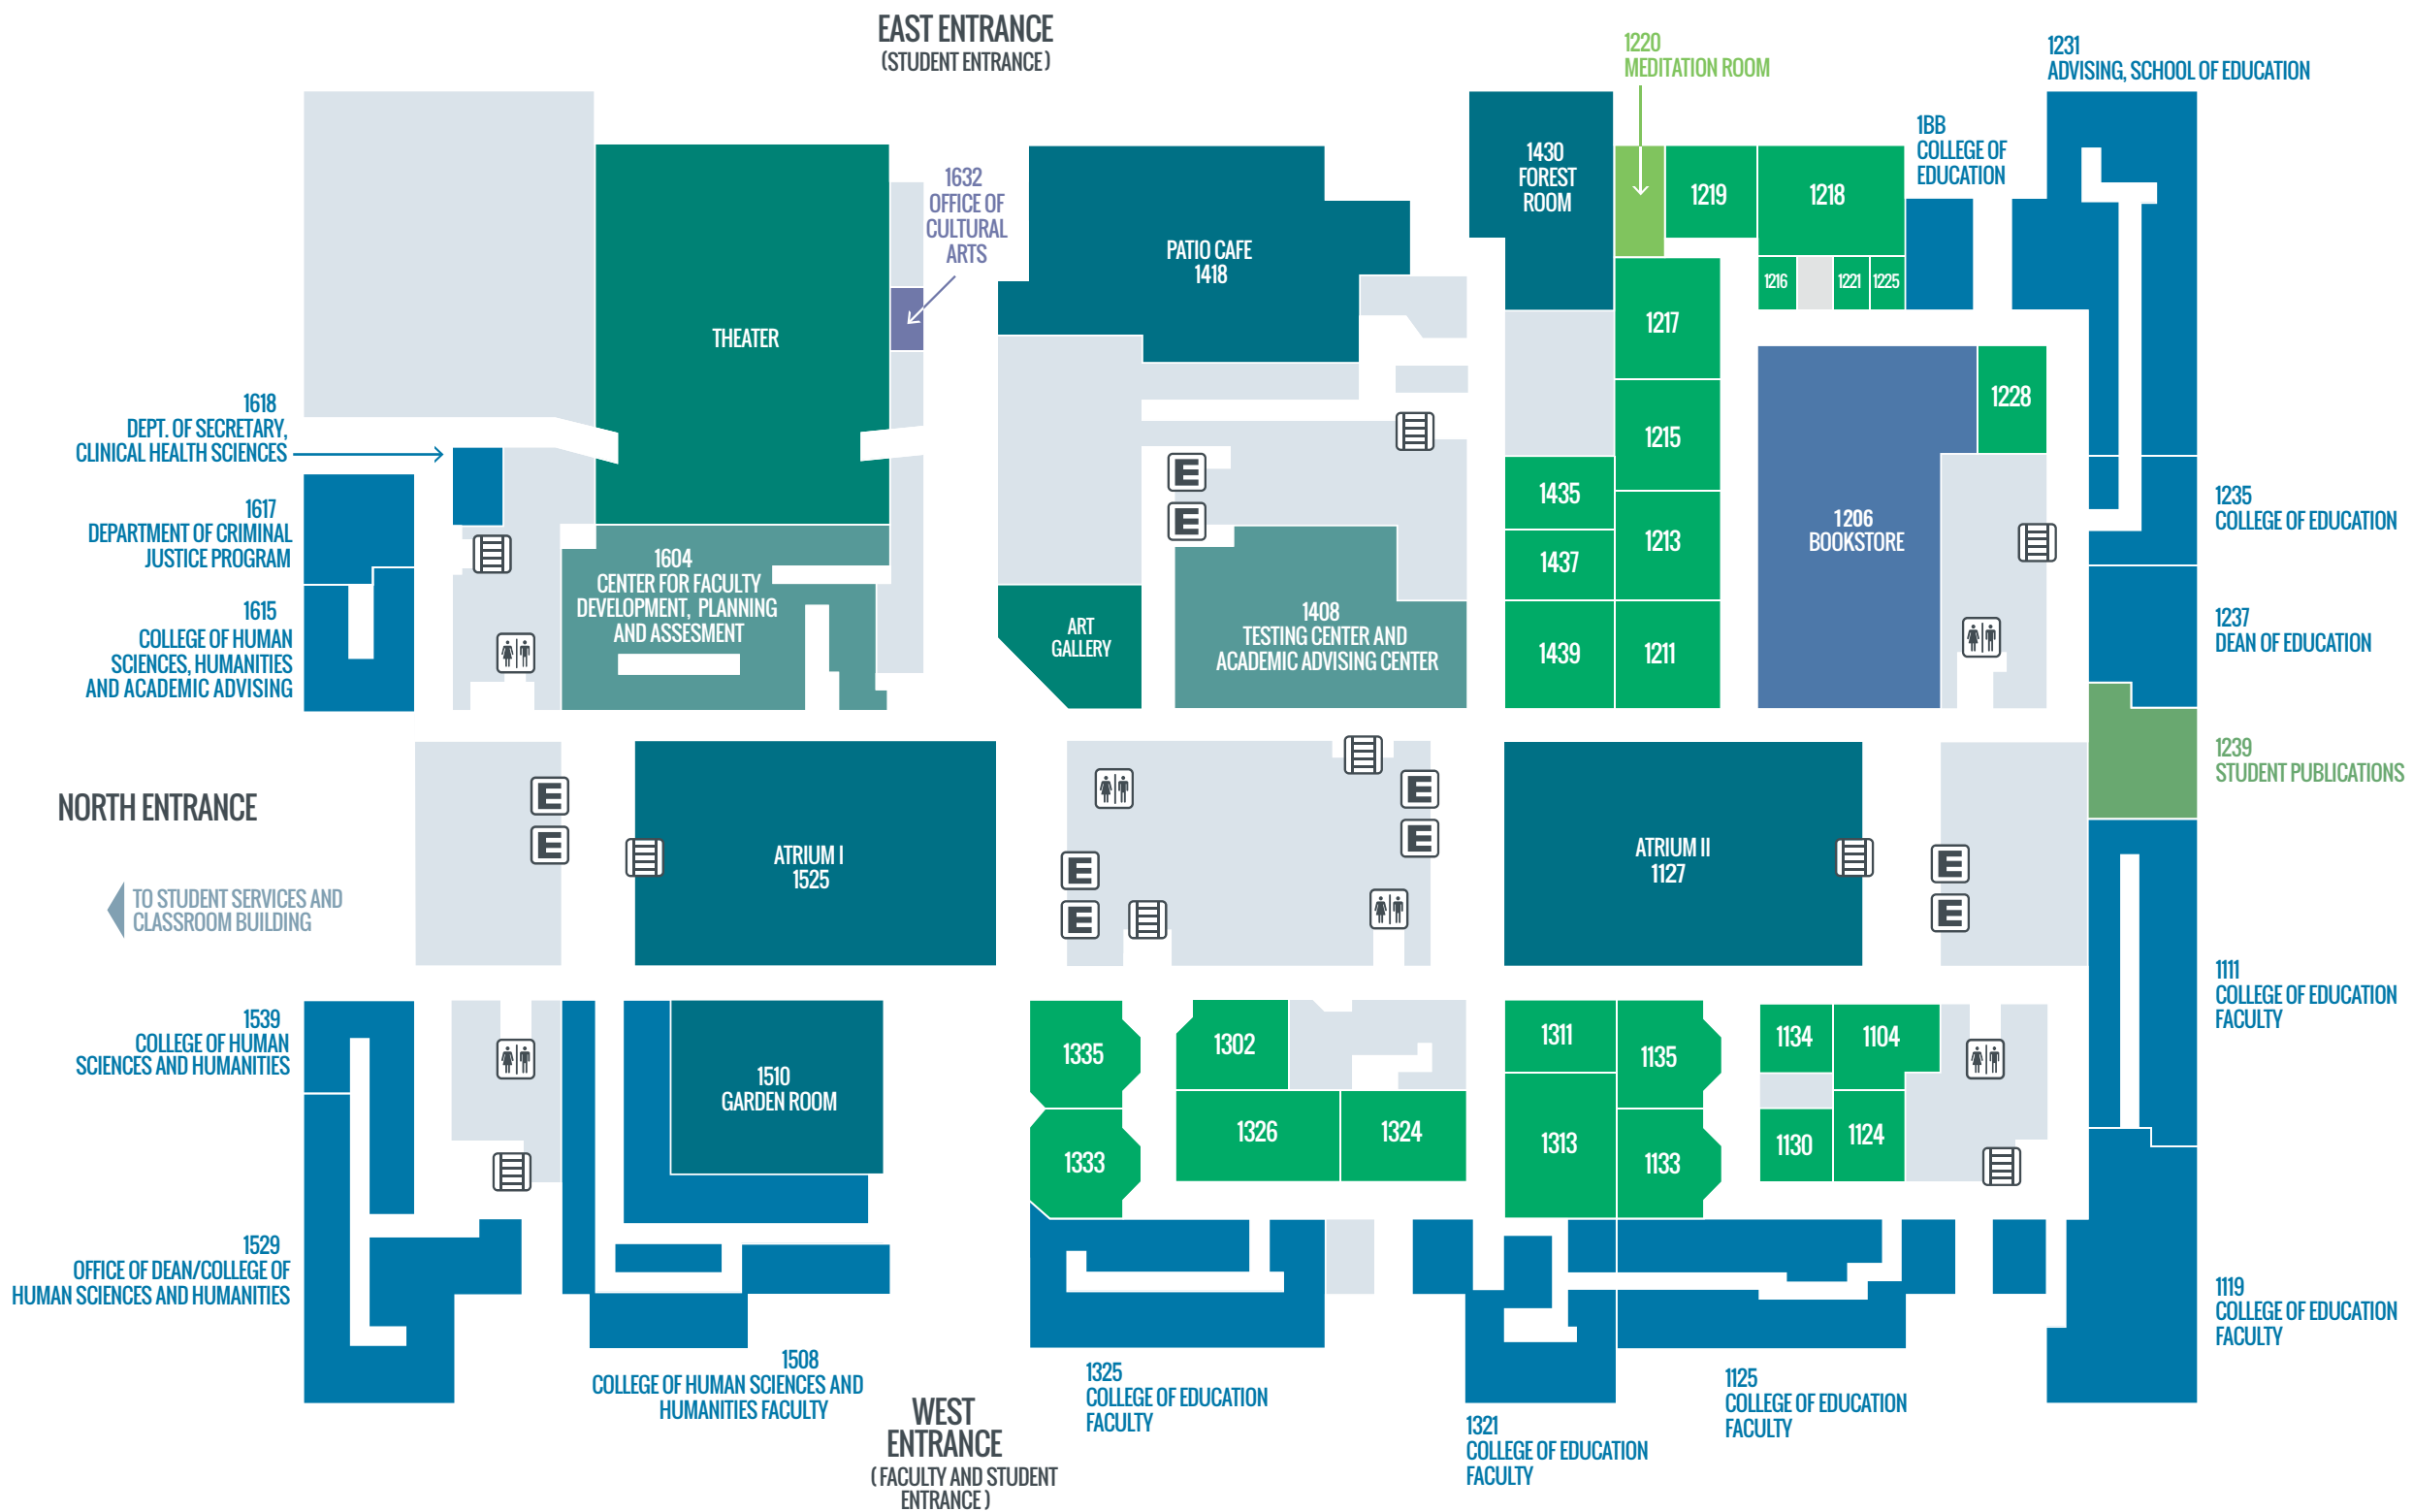 EAST ENTRANCE
(STUDENT ENTRANCE)
1220
MEDITATION ROOM
1231
ADVISING, SCHOOL OF EDUCATION
1BB
COLLEGE OF
EDUCATION
1430
FOREST
ROOM
1219
1218
1632
OFFICE OF
CULTURAL
ARTS
PATIO CAFE
1418
1216
1221
1225
THEATER
1217
1228
1618
DEPT. OF SECRETARY,
CLINICAL HEALTH SCIENCES
1215
1435
E
E
1206
BOOKSTORE
1235
COLLEGE OF EDUCATION
1617
DEPARTMENT OF CRIMINAL
JUSTICE PROGRAM
1213
1437
1604
CENTER FOR FACULTY
DEVELOPMENT, PLANNING
AND ASSESMENT
1615
COLLEGE OF HUMAN
SCIENCES, HUMANITIES
AND ACADEMIC ADVISING
ART
GALLERY
1408
TESTING CENTER AND
ACADEMIC ADVISING CENTER
1439
1211
1237
DEAN OF EDUCATION
1239
STUDENT PUBLICATIONS
NORTH ENTRANCE
E
E
E
E
ATRIUM I
1525
ATRIUM II
1127
E
E
E
E
TO STUDENT SERVICES AND
CLASSROOM BUILDING
1111
COLLEGE OF EDUCATION
FACULTY
1539
COLLEGE OF HUMAN
SCIENCES AND HUMANITIES
1510
GARDEN ROOM
1335
1302
1311
1135
1134
1104
1333
1326
1324
1313
1133
1130
1124
1529
OFFICE OF DEAN/COLLEGE OF
HUMAN SCIENCES AND HUMANITIES
1119
COLLEGE OF EDUCATION
FACULTY
1508
COLLEGE OF HUMAN SCIENCES AND
HUMANITIES FACULTY
1325
COLLEGE OF EDUCATION
FACULTY
1125
COLLEGE OF EDUCATION
FACULTY
WEST
ENTRANCE
(FACULTY AND STUDENT
ENTRANCE)
1321
COLLEGE OF EDUCATION
FACULTY